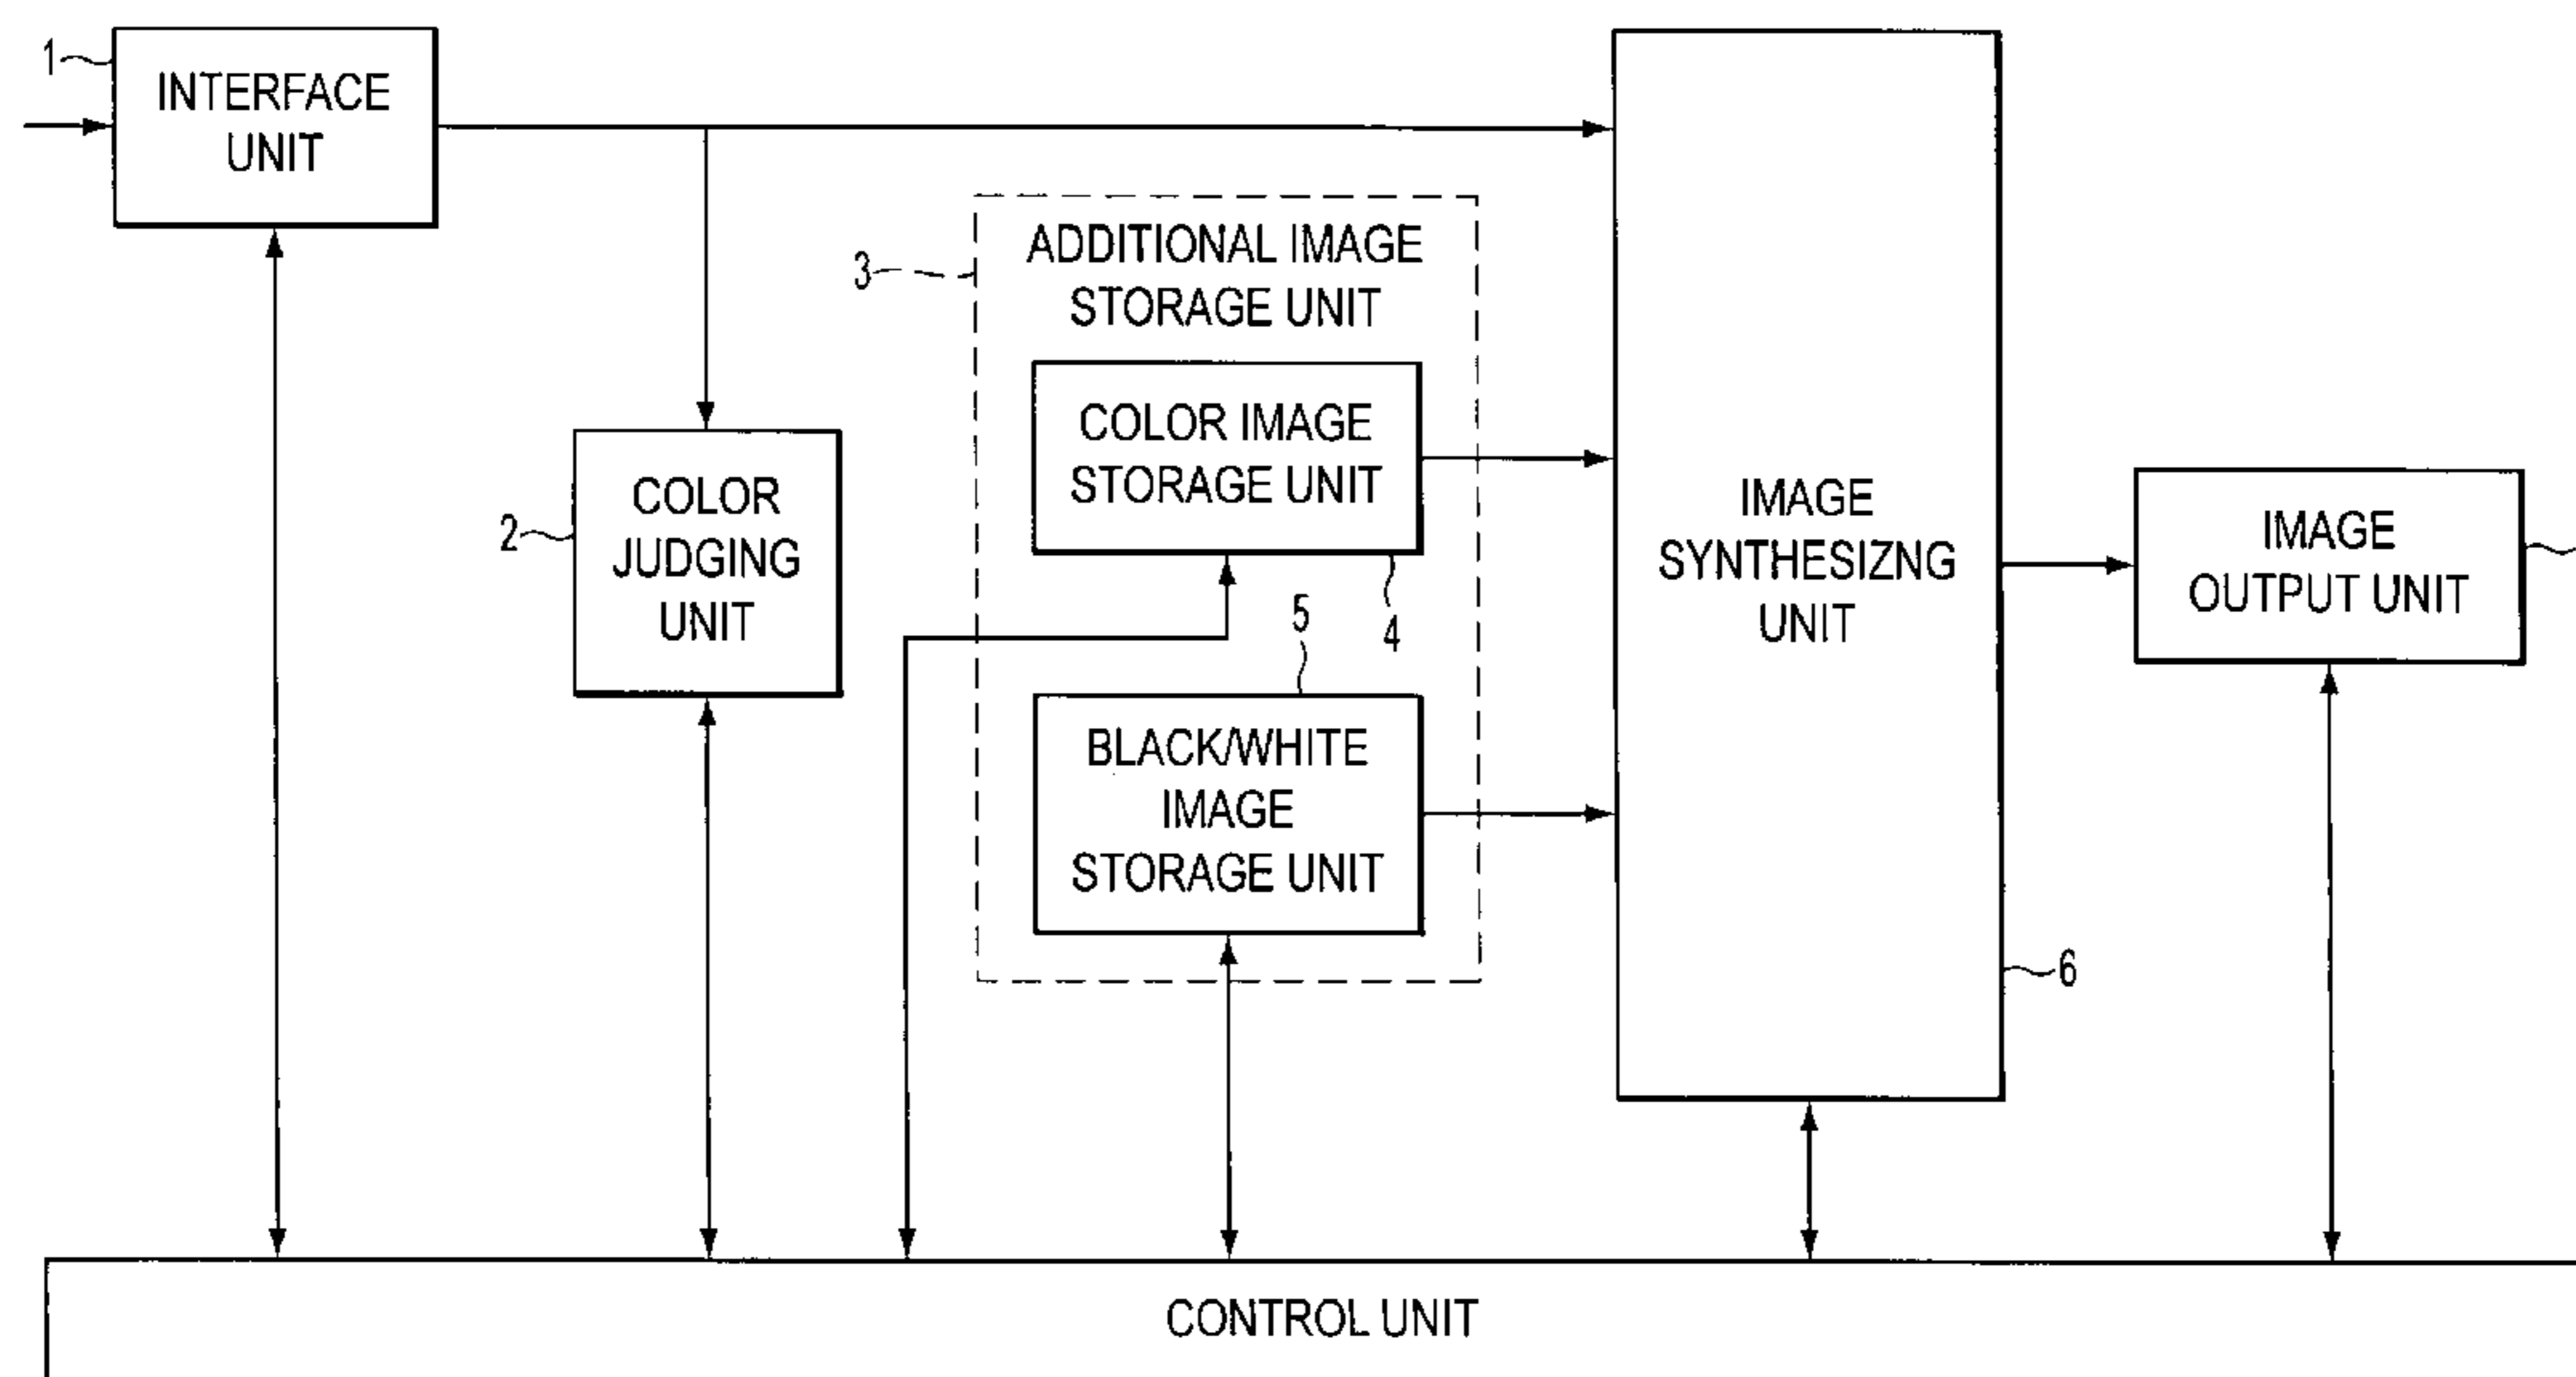 1
INTERFACE
UNIT
3
ADDITIONAL IMAGE
STORAGE UNIT
COLOR IMAGE
STORAGE UNIT
4
2
COLOR
JUDGING
UNIT
5
BLACK/WHITE
IMAGE
STORAGE UNIT
IMAGE
SYNTHESIZNG
UNIT
6
IMAGE
OUTPUT UNIT
CONTROL UNIT